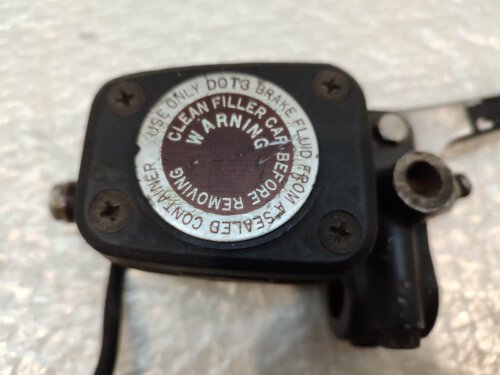 WARNING
CLEAN FILLER CAP BEFORE REMOVING
USE ONLY DOT3 BRAKE FLUID FROM A SEALED CONTAINER